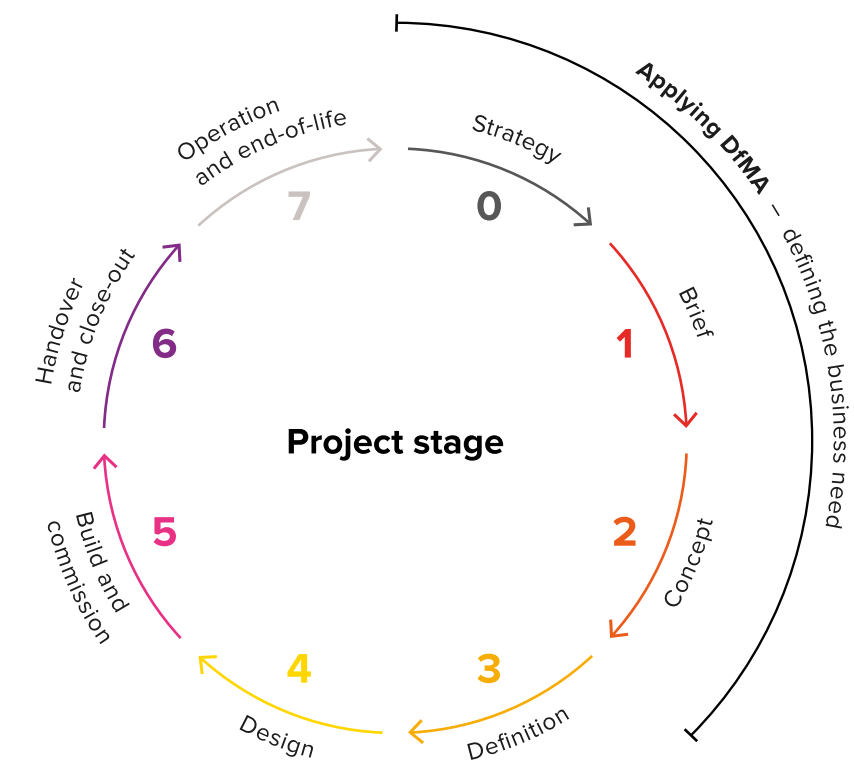 Project stage
Applying DfMA – defining the business need
0
Strategy
1
Brief
2
Concept
3
Definition
4
Design
5
Build and
commission
6
Handover
and close-out
7
Operation
and end-of-life